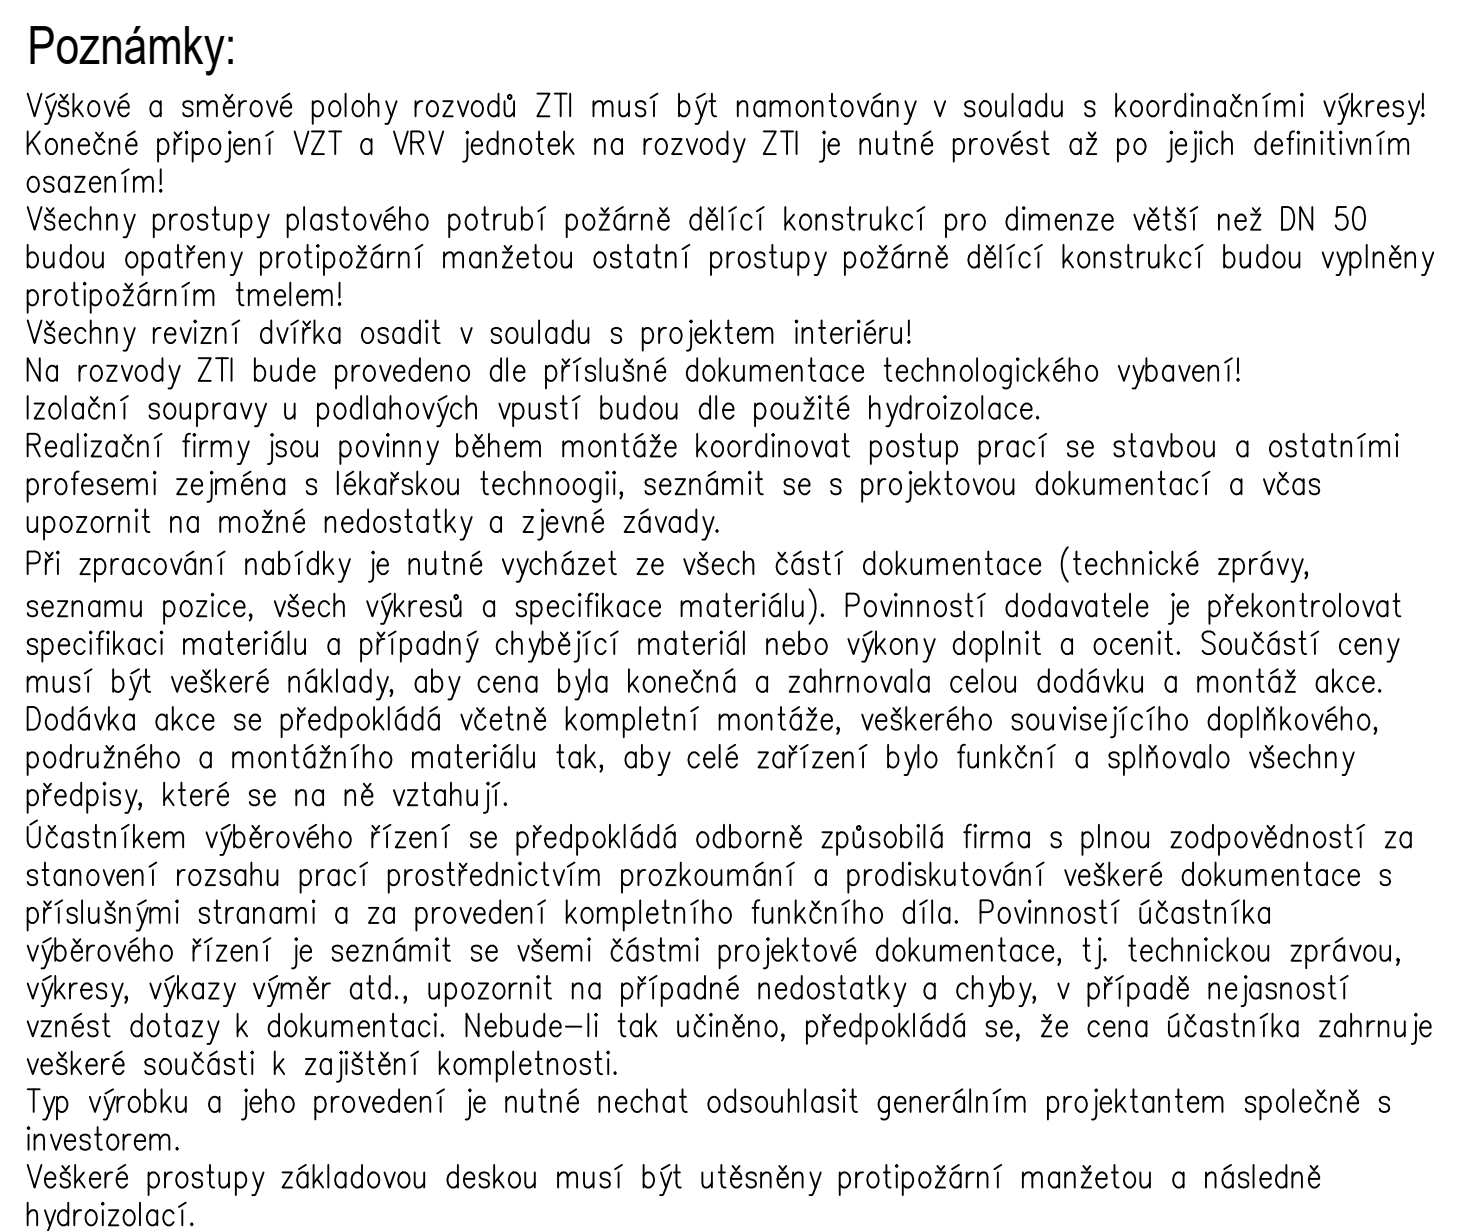 Poznámky:
Výškové a směrové polohy rozvodů ZTI musí být namontovány v souladu s koordinačními výkresy!
Konečné připojení VZT a VRV jednotek na rozvody ZTI je nutné provést až po jejich definitivním
osazením!
Všechny prostupy plastového potrubí požárně dělící konstrukcí pro dimenze větší než DN 50
budou opatřeny protipožární manžetou ostatní prostupy požárně dělící konstrukcí budou vyplněny
protipožárním tmelem!
Všechny revizní dvířka osadit v souladu s projektem interiéru!
Na rozvody ZTI bude provedeno dle příslušné dokumentace technologického vybavení!
Izolační soupravy u podlahových vpustí budou dle použité hydroizolace.
Realizační firmy jsou povinny během montáže koordinovat postup prací se stavbou a ostatními
profesemi zejména s lékařskou technoogii, seznámit se s projektovou dokumentací a včas
upozornit na možné nedostatky a zjevné závady.
Při zpracování nabídky je nutné vycházet ze všech částí dokumentace (technické zprávy,
seznamu pozice, všech výkresů a specifikace materiálu). Povinností dodavatele je překontrolovat
specifikaci materiálu a případný chybějící materiál nebo výkony doplnit a ocenit. Součástí ceny
musí být veškeré náklady, aby cena byla konečná a zahrnovala celou dodávku a montáž akce.
Dodávka akce se předpokládá včetně kompletní montáže, veškerého souvisejícího doplňkového,
podružného a montážního materiálu tak, aby celé zařízení bylo funkční a splňovalo všechny
předpisy, které se na ně vztahují.
Účastníkem výběrového řízení se předpokládá odborně způsobilá firma s plnou zodpovědností za
stanovení rozsahu prací prostřednictvím prozkoumání a prodiskutování veškeré dokumentace s
příslušnými stranami a za provedení kompletního funkčního díla. Povinností účastníka
výběrového řízení je seznámit se všemi částmi projektové dokumentace, tj. technickou zprávou,
výkresy, výkazy výměr atd., upozornit na případné nedostatky a chyby, v případě nejasností
vznést dotazy k dokumentaci. Nebude–li tak učiněno, předpokládá se, že cena účastníka zahrnuje
veškeré součásti k zajištění kompletnosti.
Typ výrobku a jeho provedení je nutné nechat odsouhlasit generálním projektantem společně s
investorem.
Veškeré prostupy základovou deskou musí být utěsněny protipožární manžetou a následně
hydroizolací.